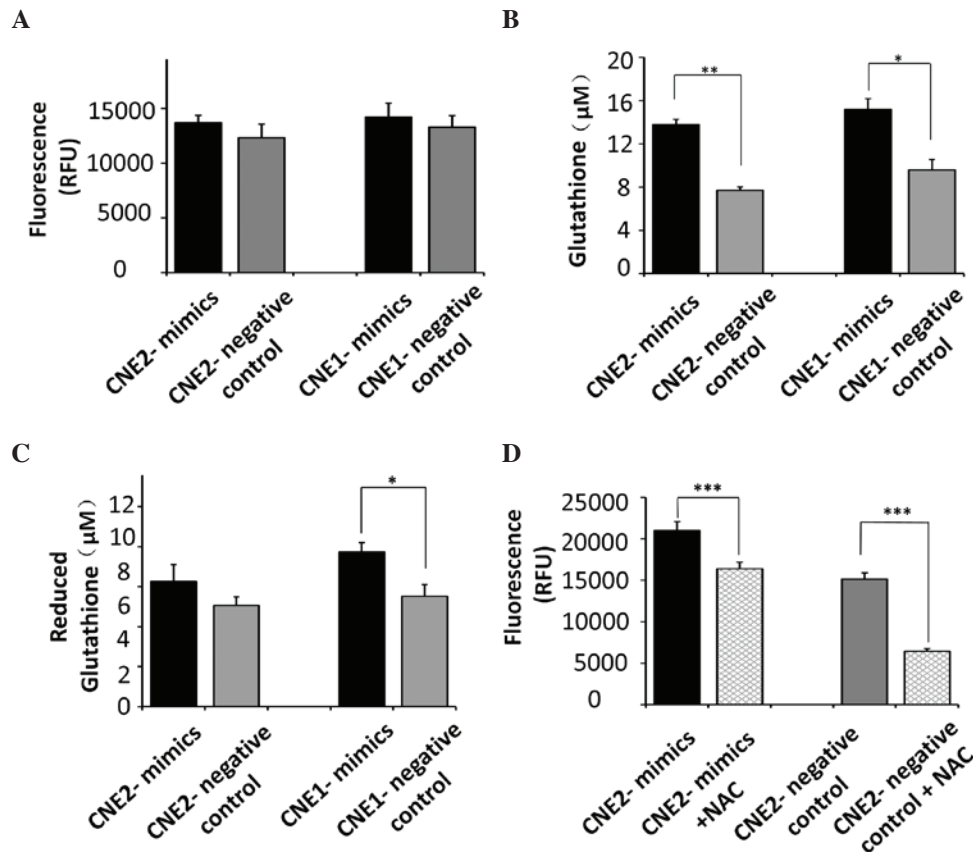 A
Fluorescence
(RFU)
15000
10000
5000
0
CNE2- mimics
CNE2- negative
control
CNE1- mimics
CNE1- negative
control
B
Glutathione（μM）
20
16
12
8
4
0
**
*
CNE2- mimics
CNE2- negative
control
CNE1- mimics
CNE1- negative
control
C
Reduced
Glutathione（μM）
12
10
8
6
4
2
0
*
CNE2- mimics
CNE2- negative
control
CNE1- mimics
CNE1- negative
control
D
Fluorescence
(RFU)
25000
20000
15000
10000
5000
0
***
***
CNE2- mimics
CNE2- mimics
+NAC
CNE2- negative
control
CNE2- negative
control + NAC